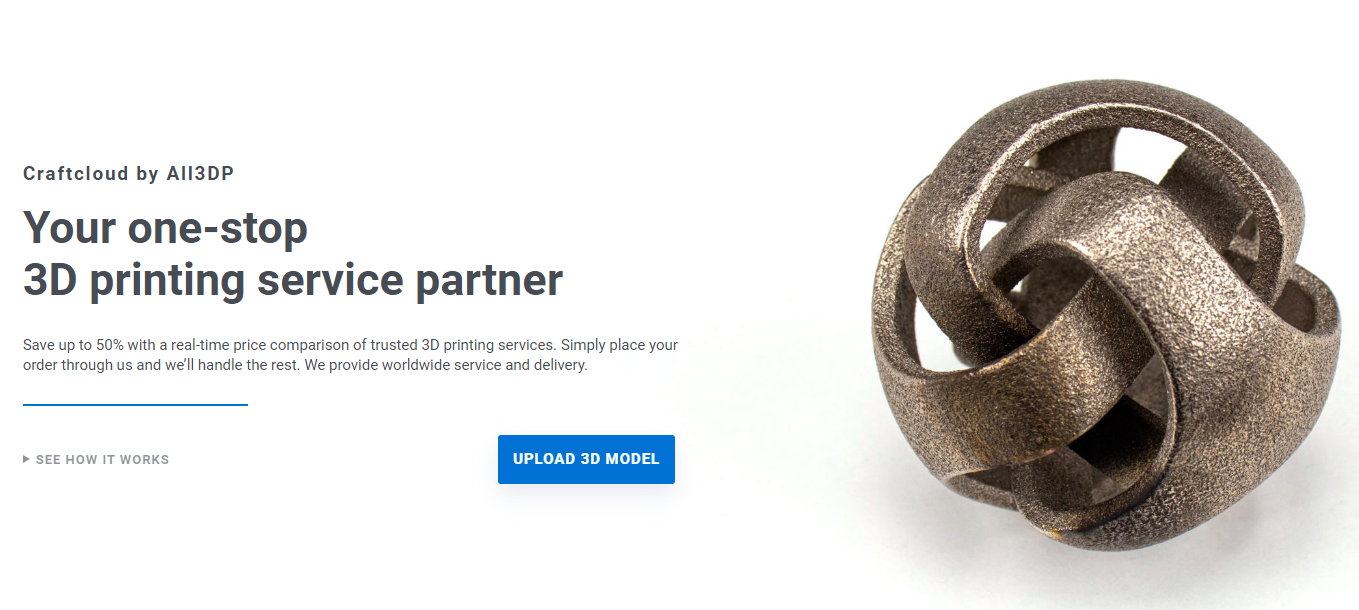 Craftcloud by All3DP
Your one-stop
3D printing service partner
Save up to 50% with a real-time price comparison of trusted 3D printing services. Simply place your
order through us and we’ll handle the rest. We provide worldwide service and delivery.
SEE HOW IT WORKS
UPLOAD 3D MODEL